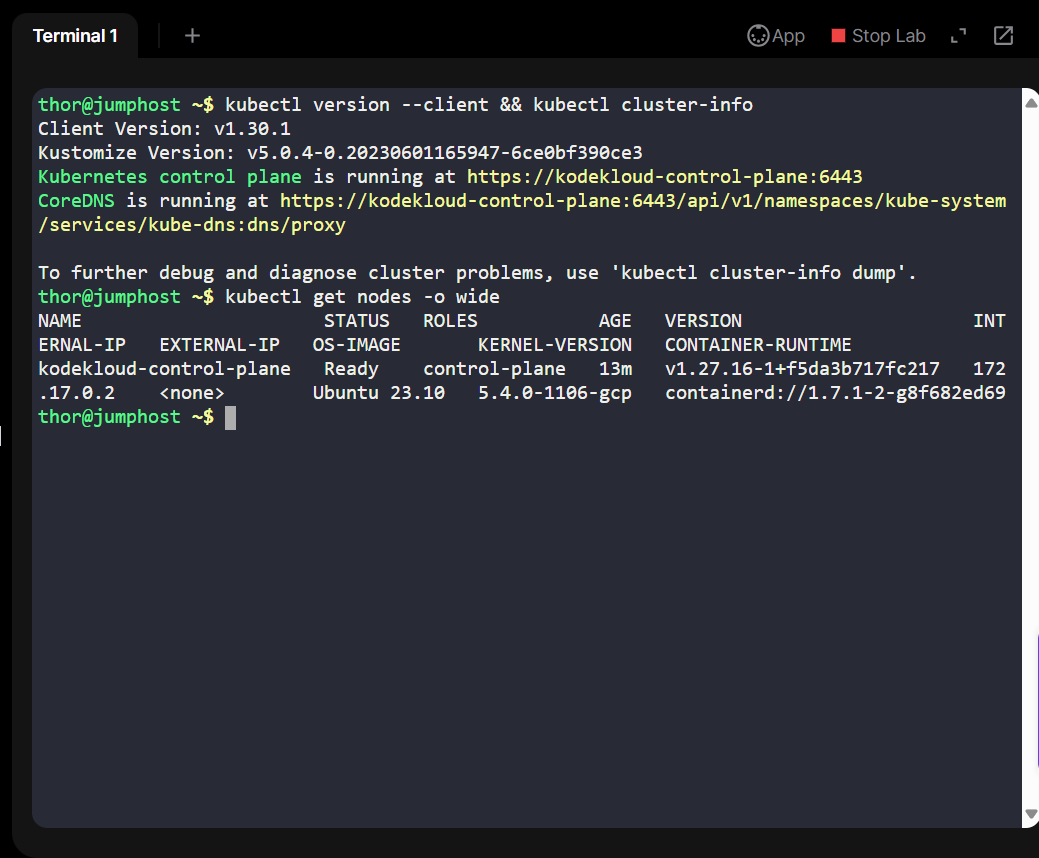 Terminal 1
+
App
Stop Lab
thor@jumphost ~$ kubectl version --client && kubectl cluster-info
Client Version: v1.30.1
Kustomize Version: v5.0.4-0.20230601165947-6ce0bf390ce3
Kubernetes control plane is running at https://kodekloud-control-plane:6443
CoreDNS is running at https://kodekloud-control-plane:6443/api/v1/namespaces/kube-system
/services/kube-dns:dns/proxy
To further debug and diagnose cluster problems, use 'kubectl cluster-info dump'.
thor@jumphost ~$ kubectl get nodes -o wide
NAME                      STATUS   ROLES           AGE   VERSION                     INT
ERNAL-IP   EXTERNAL-IP   OS-IMAGE       KERNEL-VERSION   CONTAINER-RUNTIME
kodekloud-control-plane   Ready    control-plane   13m   v1.27.16-1+f5da3b717fc217   172
.17.0.2    <none>        Ubuntu 23.10   5.4.0-1106-gcp   containerd://1.7.1-2-g8f682ed69
thor@jumphost ~$